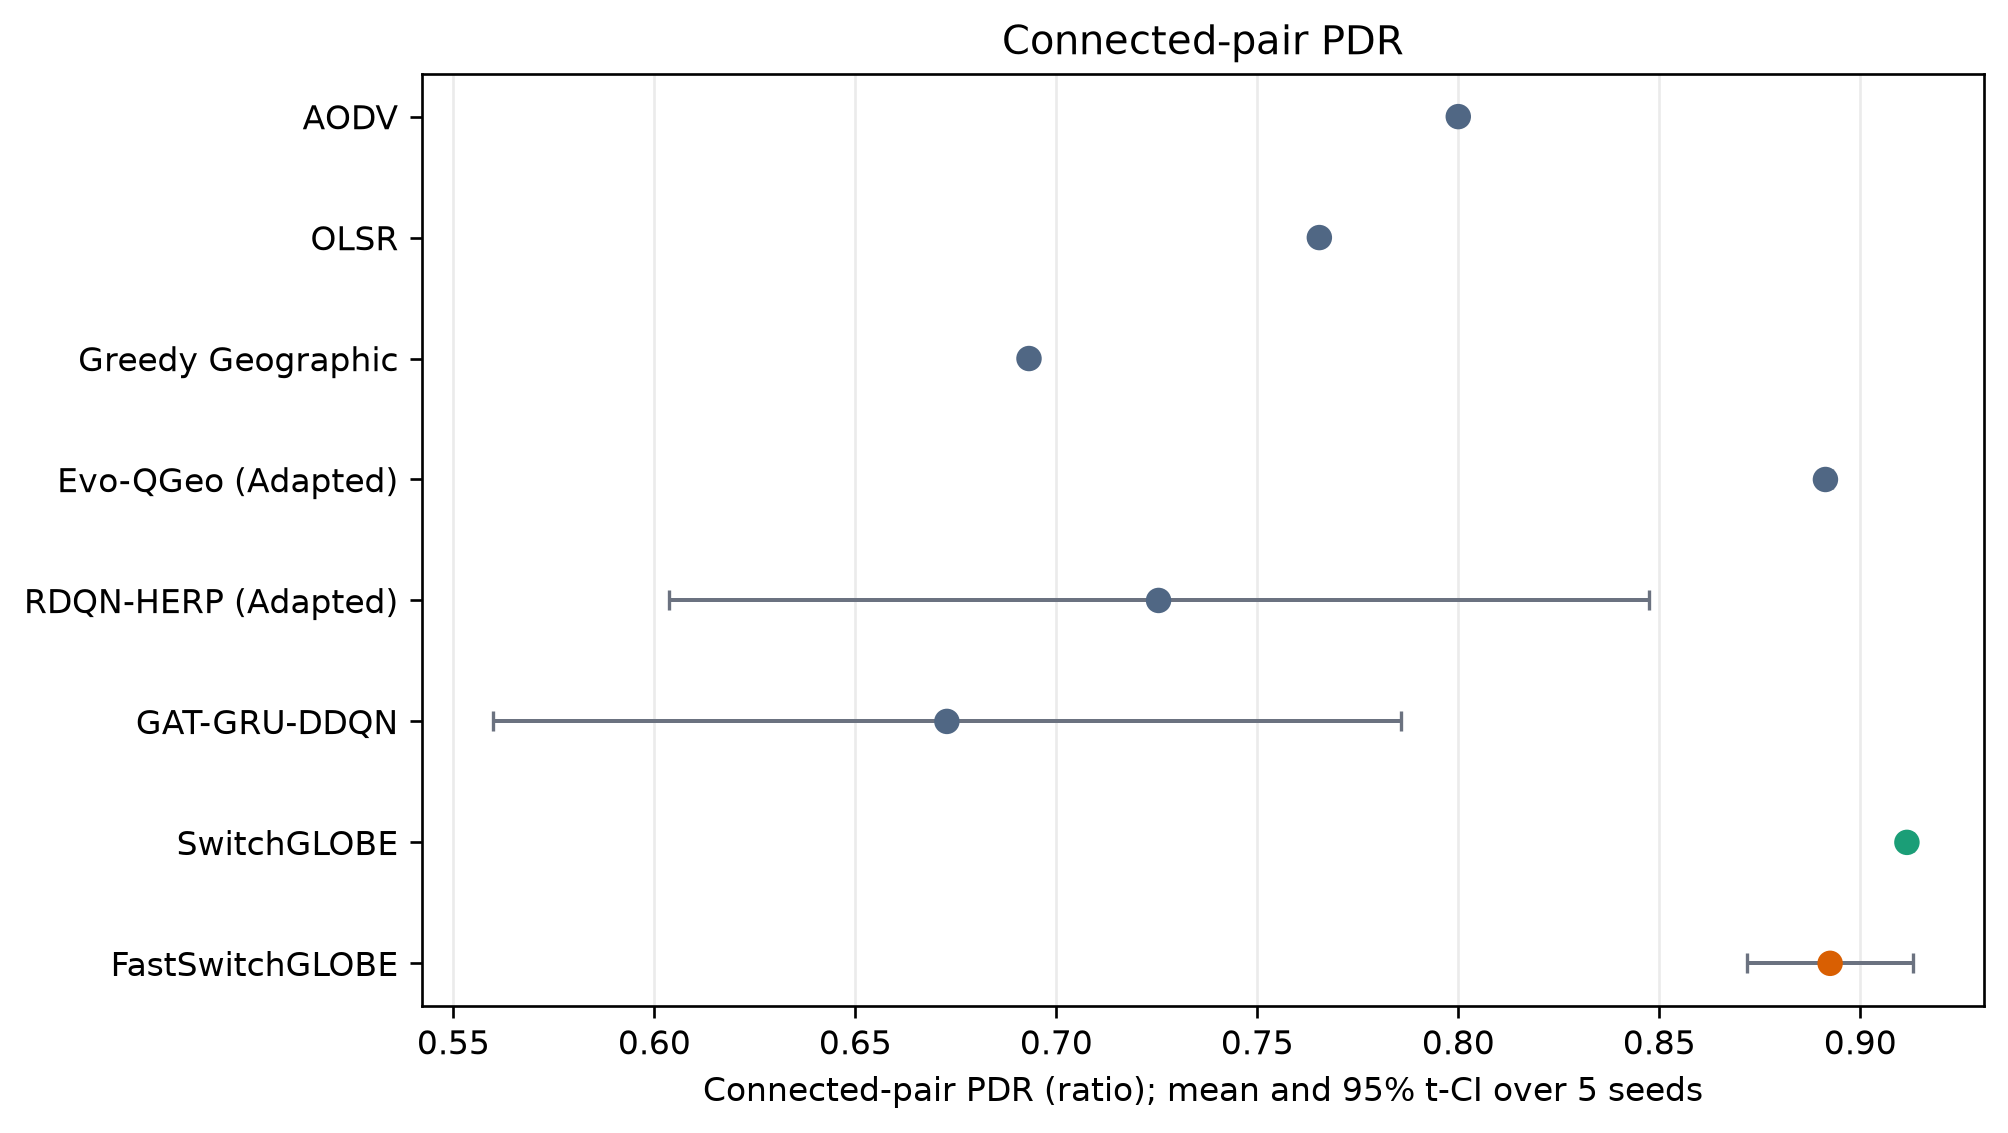 Connected-pair PDR
AODV
OLSR
Greedy Geographic
Evo-QGeo (Adapted)
RDQN-HERP (Adapted)
GAT-GRU-DDQN
SwitchGLOBE
FastSwitchGLOBE
0.55 0.60 0.65 0.70 0.75 0.80 0.85 0.90
Connected-pair PDR (ratio); mean and 95% t-CI over 5 seeds